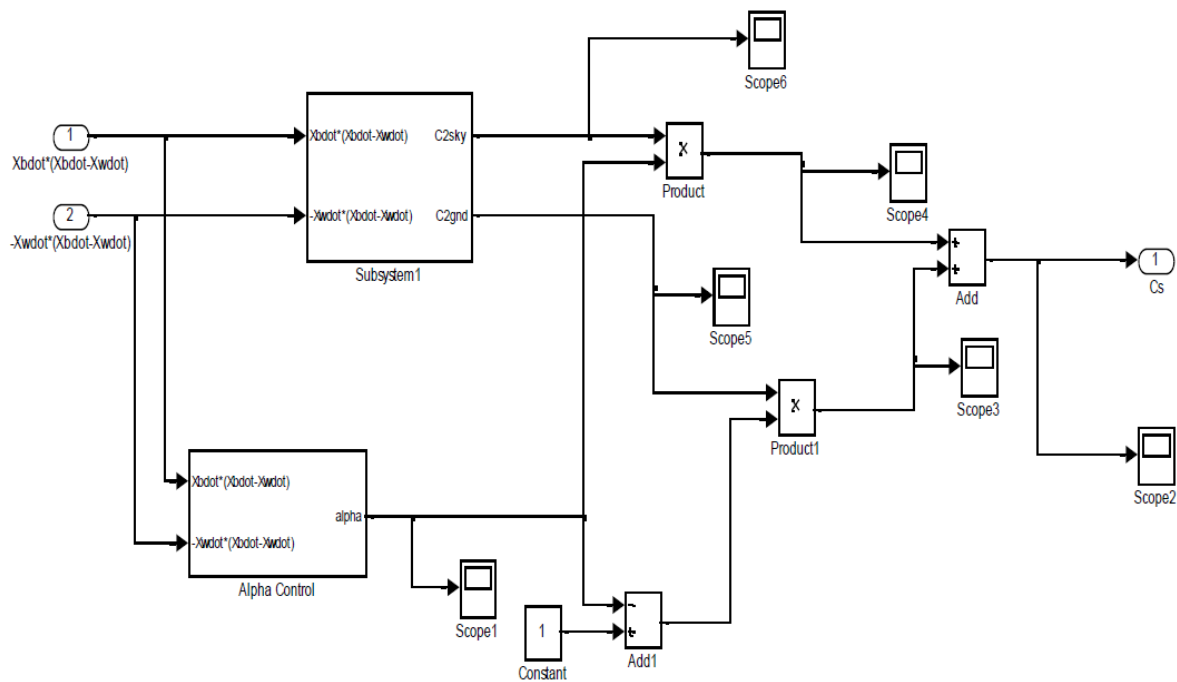 Scope6
1
Xbdot*(Xbdot-Xwdot)
2
-Xwdot*(Xbdot-Xwdot)
Xbdot*(Xbdot-Xwdot)
C2sky
-Xwdot*(Xbdot-Xwdot)
C2gnd
Subsystem1
X
Product
Scope4
+
+
Add
1
Cs
Scope5
X
Product1
Scope3
Scope2
Xbdot*(Xbdot-Xwdot)
alpha
-Xwdot*(Xbdot-Xwdot)
Alpha Control
Scope1
1
Constant
-
+
Add1